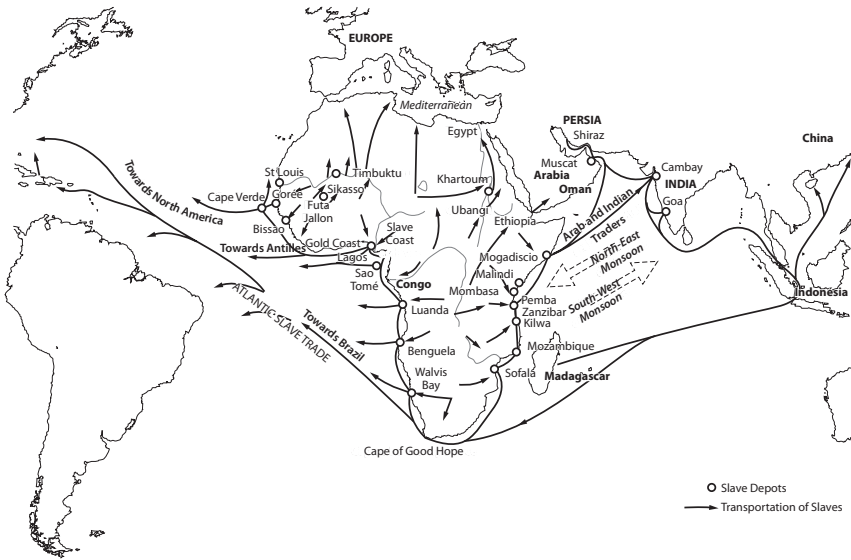 EUROPE
Mediterranean
PERSIA
Shiraz
Egypt
China
Muscat
Arabia
Oman
Cambay
INDIA
Goa
St Louis
Timbuktu
Khartoum
Cape Verde
Gorée
Sikasso
Futa
Jallon
Ubangi
Ethiopia
Bissao
Slave
Coast
Gold Coast
Towards North America
Towards Antilles
Lagos
Sao
Tomé
Congo
Mogadiscio
Malindi
Mombasa
Arab and Indian
Traders
North-East
Monsoon
South-West
Monsoon
Indonesia
Luanda
Pemba
Zanzibar
Kilwa
ATLANTIC SLAVE TRADE
Towards Brazil
Benguela
Mozambique
Walvis
Bay
Sofala
Madagascar
Cape of Good Hope
Slave Depots
Transportation of Slaves